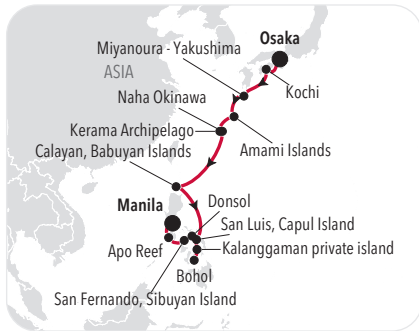 Osaka
Miyanoura - Yakushima
ASIA
Kochi
Naha Okinawa
Kerama Archipelago
Amami Islands
Calayan, Babuyan Islands
Donsol
Manila
San Luis, Capul Island
Kalanggaman private island
Apo Reef
Bohol
San Fernando, Sibuyan Island